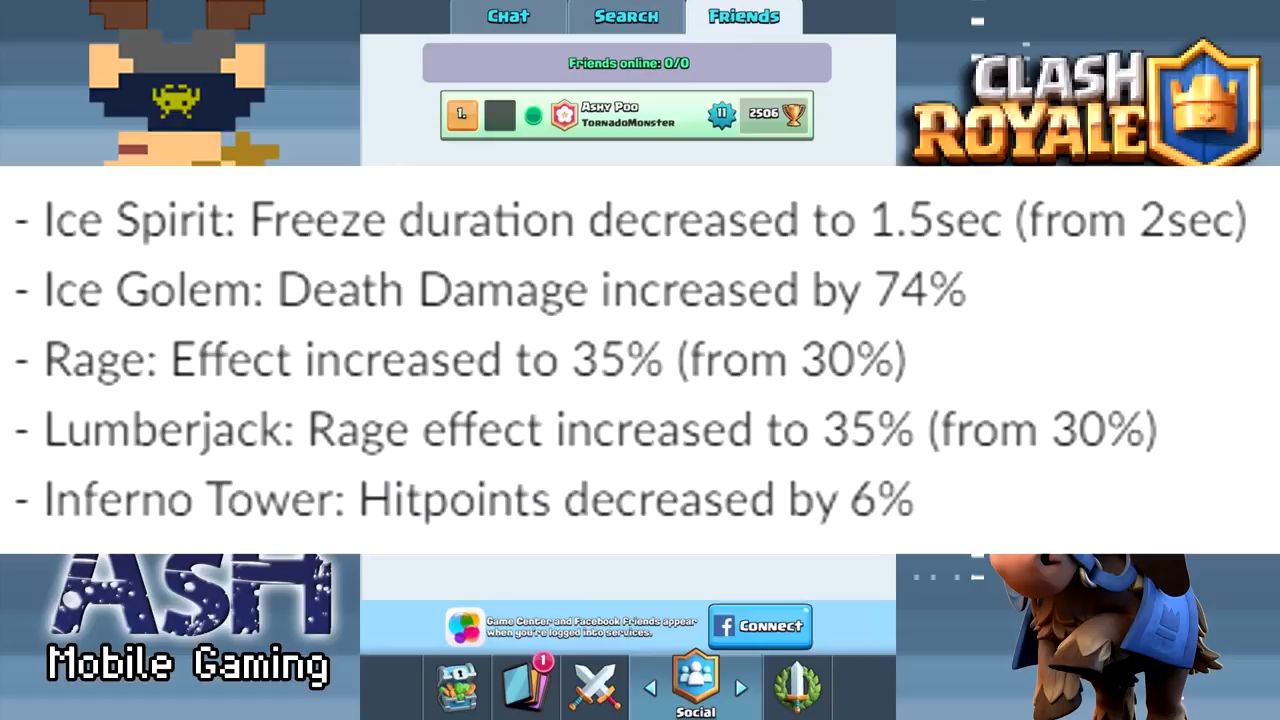 Chat Search Friends
Friends online: 0/0
CLASH
ROYALE
1. Ashy Poo
TornadoMonster
11 2506
- Ice Spirit: Freeze duration decreased to 1.5sec (from 2sec)
- Ice Golem: Death Damage increased by 74%
- Rage: Effect increased to 35% (from 30%)
- Lumberjack: Rage effect increased to 35% (from 30%)
- Inferno Tower: Hitpoints decreased by 6%
ASH
Mobile Gaming
Game Center and Facebook Friends appear
when you're logged into services.
f Connect
1
Social